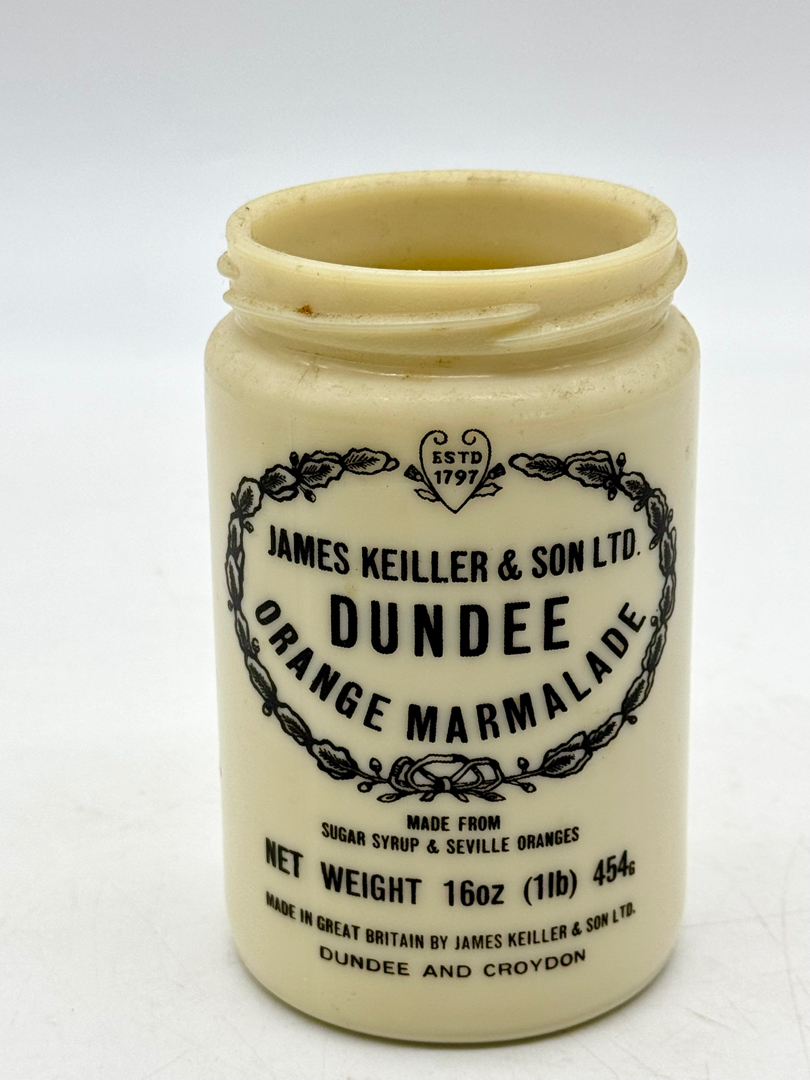 ESTD
1797
JAMES KEILLER & SON LTD.
DUNDEE
ORANGE MARMALADE
MADE FROM
SUGAR SYRUP & SEVILLE ORANGES
NET WEIGHT 16oz (1lb) 454G
MADE IN GREAT BRITAIN BY JAMES KEILLER & SON LTD.
DUNDEE AND CROYDON